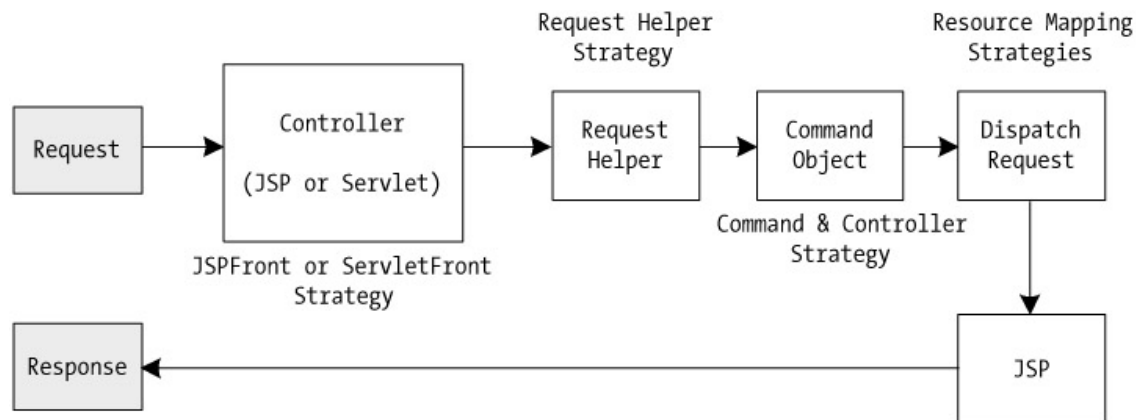 Request Helper
Strategy
Resource Mapping
Strategies
Request
Controller
(JSP or Servlet)
Request
Helper
Command
Object
Dispatch
Request
JSPFront or ServletFront
Strategy
Command & Controller
Strategy
Response
JSP